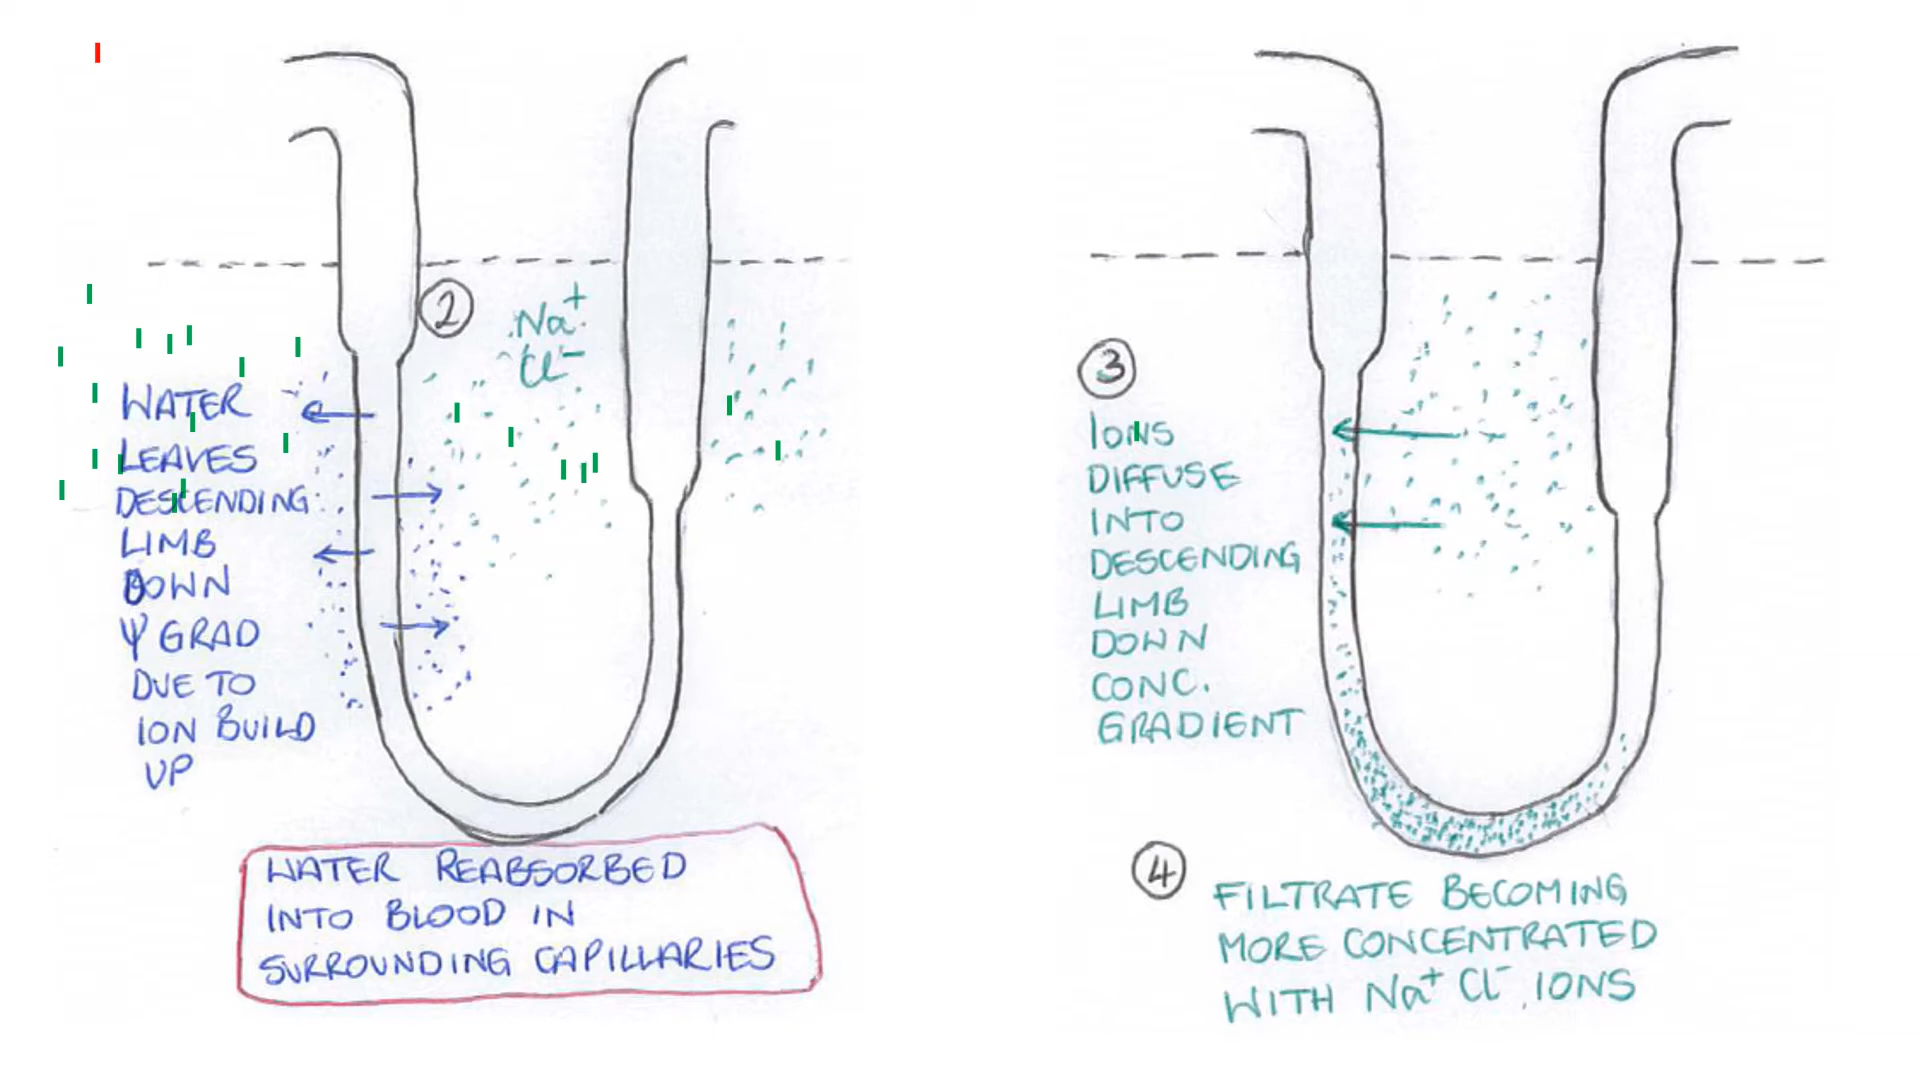 ②
Na⁺
Cl⁻
WATER
LEAVES
DESCENDING
LIMB
DOWN
Ψ GRAD
DUE TO
ION BUILD
UP
WATER REABSORBED
INTO BLOOD IN
SURROUNDING CAPILLARIES
③
IONS
DIFFUSE
INTO
DESCENDING
LIMB
DOWN
CONC.
GRADIENT
④
FILTRATE BECOMING
MORE CONCENTRATED
WITH Na⁺ Cl⁻ IONS